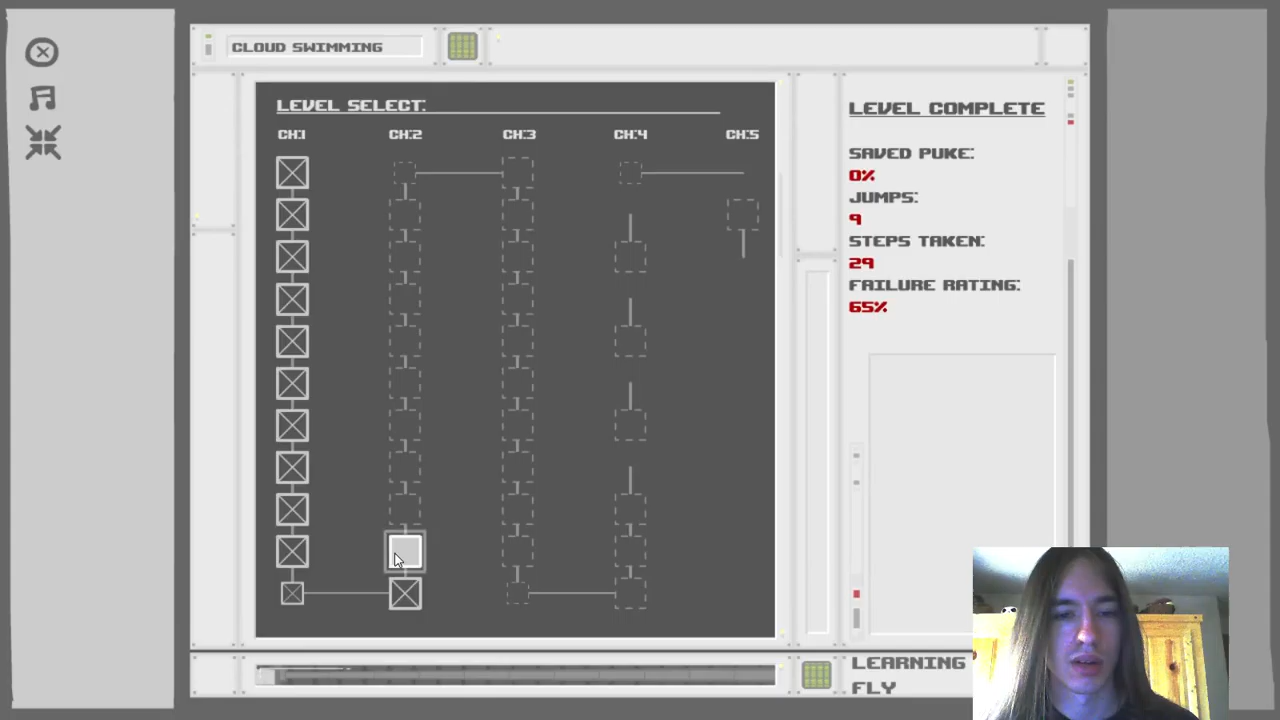 CLOUD SWIMMING
LEVEL SELECT:
CH:1 CH:2 CH:3 CH:4 CH:5
LEVEL COMPLETE
SAVED PUKE:
0%
JUMPS:
9
STEPS TAKEN:
29
FAILURE RATING:
65%
LEARNING
FLY